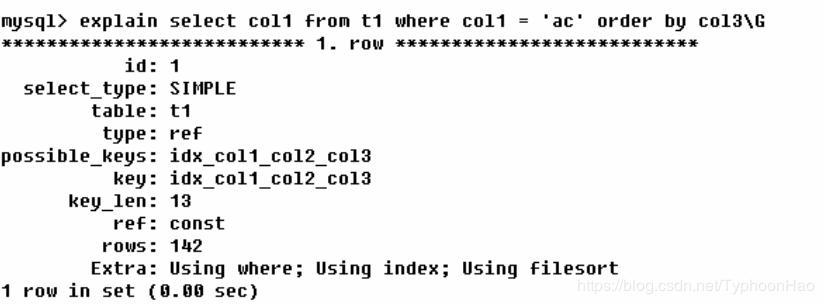 mysql> explain select col1 from t1 where col1 = 'ac' order by col3\G
*************************** 1. row ***************************
id: 1
select_type: SIMPLE
table: t1
type: ref
possible_keys: idx_col1_col2_col3
key: idx_col1_col2_col3
key_len: 13
ref: const
rows: 142
Extra: Using where; Using index; Using filesort
1 row in set (0.00 sec)
https://blog.csdn.net/TyphoonHao